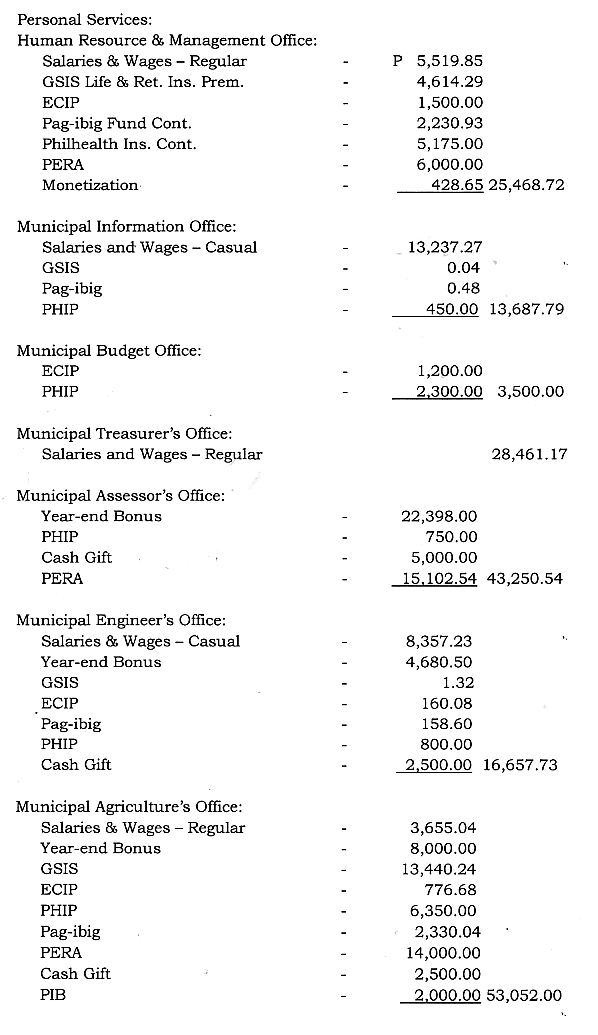 Personal Services:
Human Resource & Management Office:
Salaries & Wages – Regular - P 5,519.85
GSIS Life & Ret. Ins. Prem. - 4,614.29
ECIP - 1,500.00
Pag-ibig Fund Cont. - 2,230.93
Philhealth Ins. Cont. - 5,175.00
PERA - 6,000.00
Monetization - 428.65 25,468.72
Municipal Information Office:
Salaries and Wages – Casual - 13,237.27
GSIS - 0.04
Pag-ibig - 0.48
PHIP - 450.00 13,687.79
Municipal Budget Office:
ECIP - 1,200.00
PHIP - 2,300.00 3,500.00
Municipal Treasurer's Office:
Salaries and Wages – Regular 28,461.17
Municipal Assessor's Office:
Year-end Bonus - 22,398.00
PHIP - 750.00
Cash Gift - 5,000.00
PERA - 15,102.54 43,250.54
Municipal Engineer's Office:
Salaries & Wages – Casual - 8,357.23
Year-end Bonus - 4,680.50
GSIS - 1.32
ECIP - 160.08
Pag-ibig - 158.60
PHIP - 800.00
Cash Gift - 2,500.00 16,657.73
Municipal Agriculture's Office:
Salaries & Wages – Regular - 3,655.04
Year-end Bonus - 8,000.00
GSIS - 13,440.24
ECIP - 776.68
PHIP - 6,350.00
Pag-ibig - 2,330.04
PERA - 14,000.00
Cash Gift - 2,500.00
PIB - 2,000.00 53,052.00